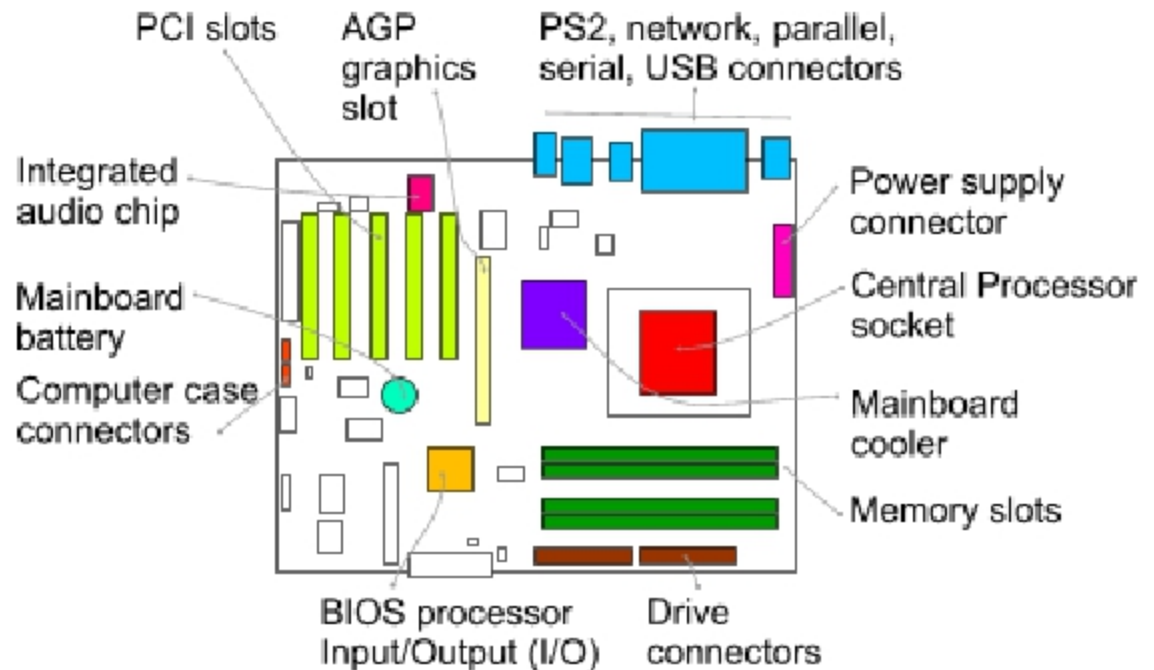 PCI slots
AGP
graphics
slot
PS2, network, parallel,
serial, USB connectors
Integrated
audio chip
Power supply
connector
Mainboard
battery
Central Processor
socket
Computer case
connectors
Mainboard
cooler
Memory slots
BIOS processor
Input/Output (I/O)
Drive
connectors